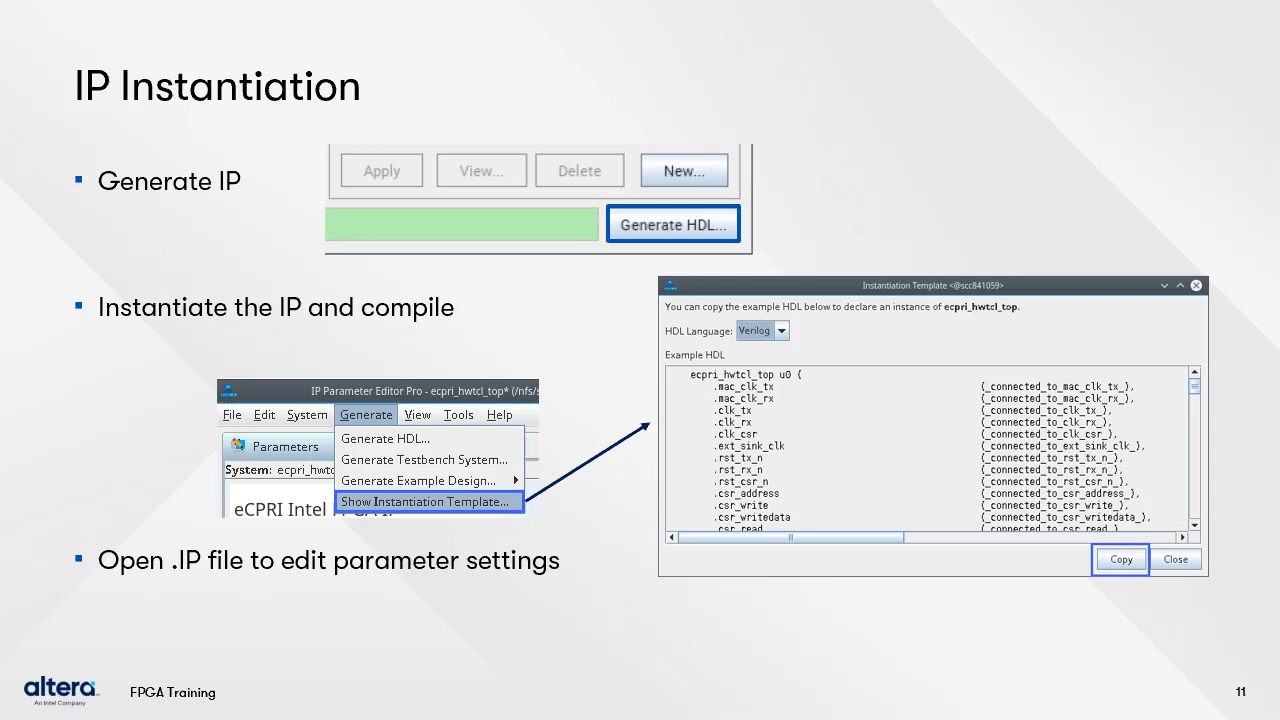 IP Instantiation
▪ Generate IP
Apply View... Delete New...
Generate HDL...
▪ Instantiate the IP and compile
IP Parameter Editor Pro - ecpri_hwtcl_top* (/nfs/s
File Edit System Generate View Tools Help
Parameters
Generate HDL...
Generate Testbench System...
System: ecpri_hwtc
Generate Example Design...
Show Instantiation Template...
eCPRI Intel FPGA IP
Instantiation Template <@scc841059>
You can copy the example HDL below to declare an instance of ecpri_hwtcl_top.
HDL Language: Verilog
Example HDL
ecpri_hwtcl_top u0 (
.mac_clk_tx (_connected_to_mac_clk_tx_),
.mac_clk_rx (_connected_to_mac_clk_rx_),
.clk_tx (_connected_to_clk_tx_),
.clk_rx (_connected_to_clk_rx_),
.clk_csr (_connected_to_clk_csr_),
.ext_sink_clk (_connected_to_ext_sink_clk_),
.rst_tx_n (_connected_to_rst_tx_n_),
.rst_rx_n (_connected_to_rst_rx_n_),
.rst_csr_n (_connected_to_rst_csr_n_),
.csr_address (_connected_to_csr_address_),
.csr_write (_connected_to_csr_write_),
.csr_writedata (_connected_to_csr_writedata_),
.csr_read (_connected_to_csr_read_),
Copy Close
▪ Open .IP file to edit parameter settings
altera
An Intel Company
FPGA Training
11